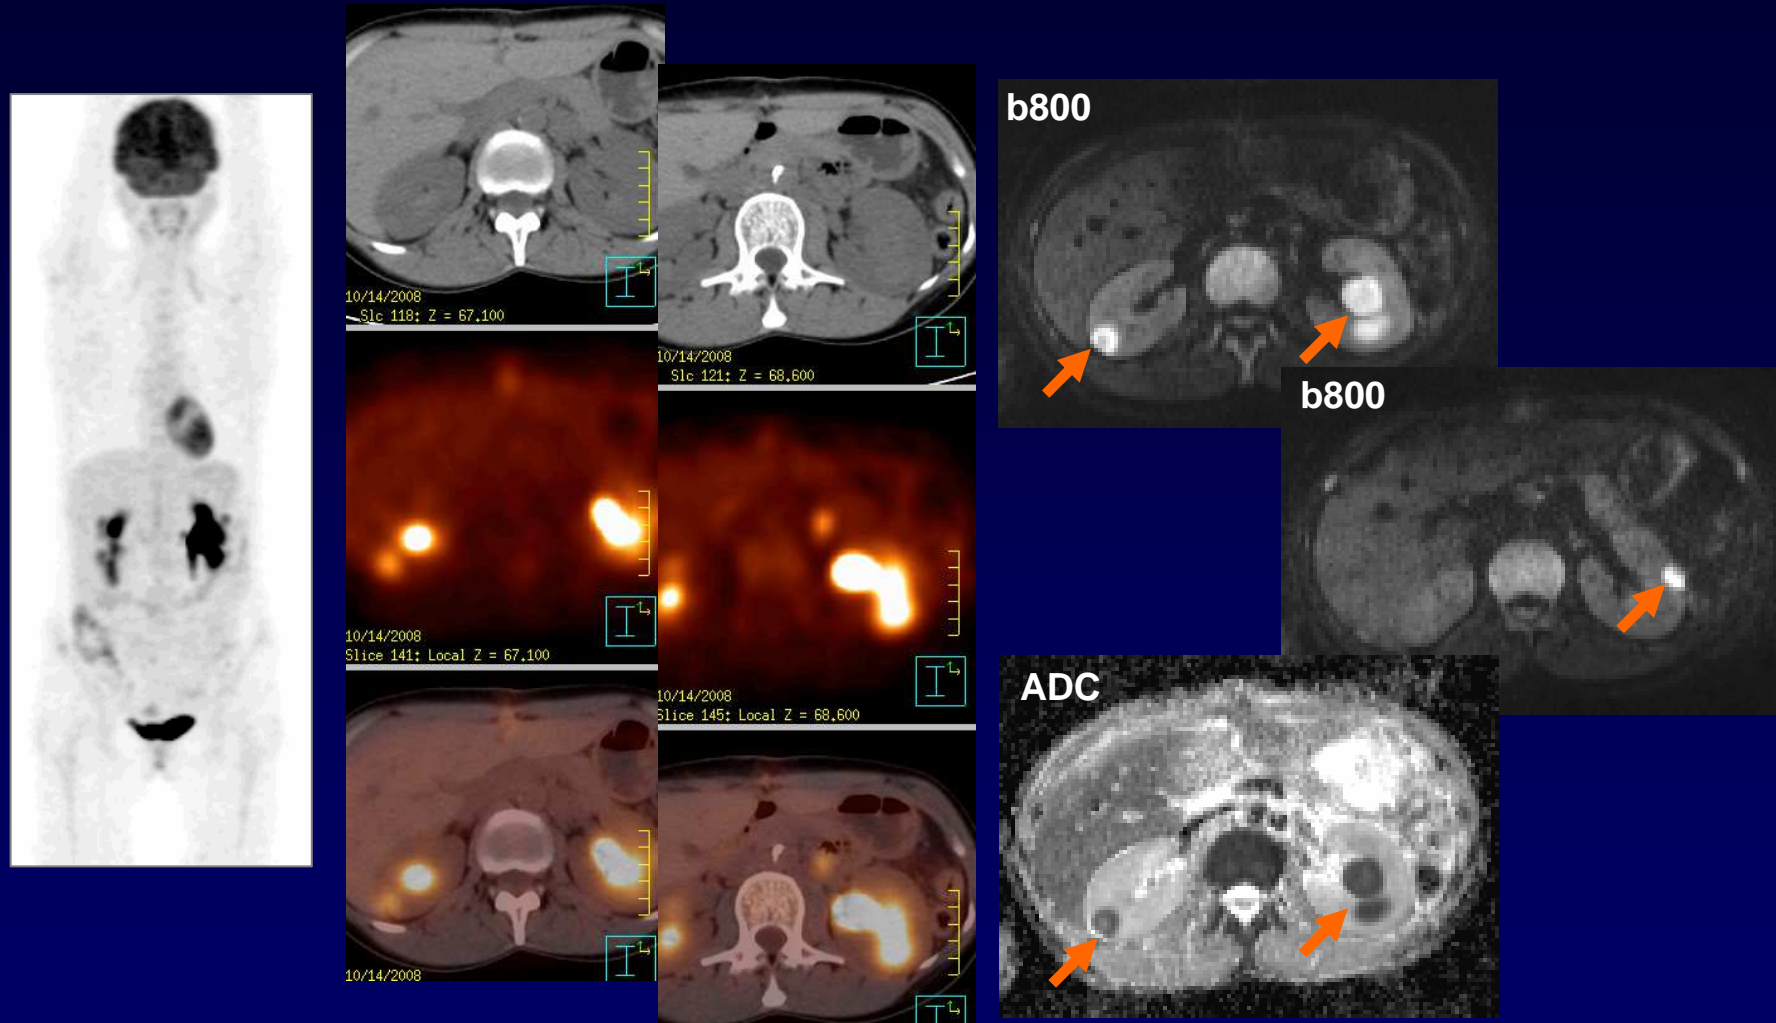 10/14/2008
Slc 118: Z = 67.100
10/14/2008
Slice 141: Local Z = 67.100
10/14/2008
10/14/2008
Slc 121: Z = 68.600
10/14/2008
Slice 145: Local Z = 68.600
b800
b800
ADC